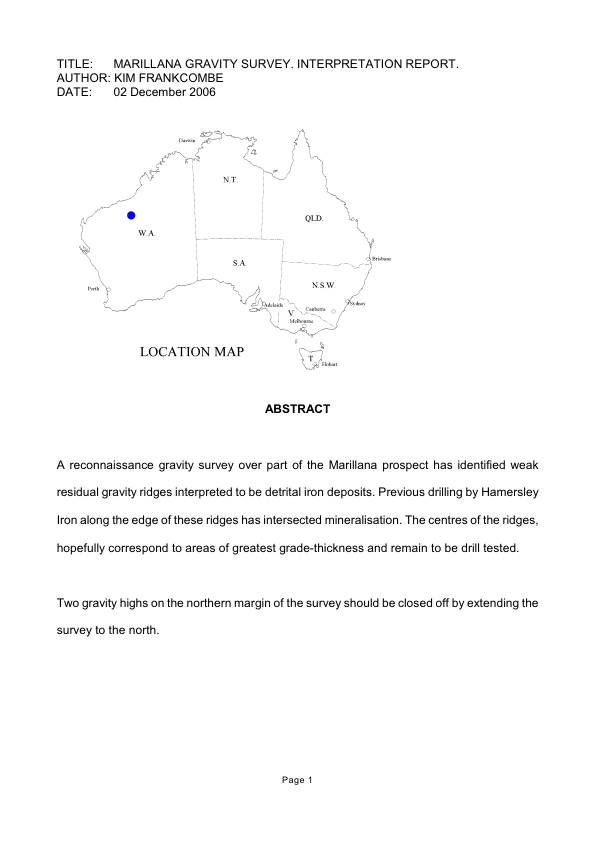 TITLE: MARILLANA GRAVITY SURVEY. INTERPRETATION REPORT.
AUTHOR: KIM FRANKCOMBE
DATE: 02 December 2006
Darwin
N.T.
QLD.
W.A.
Brisbane
S.A.
N.S.W.
Perth
Adelaide
Sydney
Canberra
V
Melbourne
LOCATION MAP
T
Hobart
ABSTRACT
A reconnaissance gravity survey over part of the Marillana prospect has identified weak
residual gravity ridges interpreted to be detrital iron deposits. Previous drilling by Hamersley
Iron along the edge of these ridges has intersected mineralisation. The centres of the ridges,
hopefully correspond to areas of greatest grade-thickness and remain to be drill tested.
Two gravity highs on the northern margin of the survey should be closed off by extending the
survey to the north.
Page 1